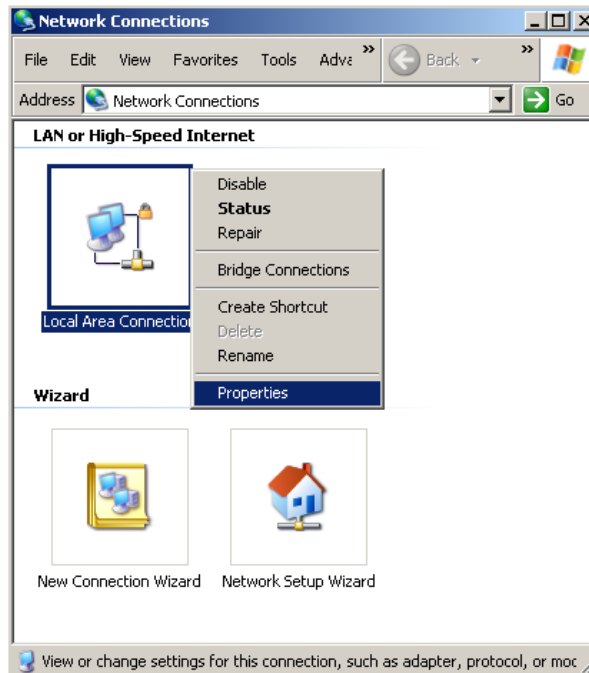 Network Connections
File Edit View Favorites Tools Adva » Back »
Address Network Connections Go
LAN or High-Speed Internet
Local Area Connection
Disable
Status
Repair
Bridge Connections
Create Shortcut
Delete
Rename
Properties
Wizard
New Connection Wizard Network Setup Wizard
View or change settings for this connection, such as adapter, protocol, or moc